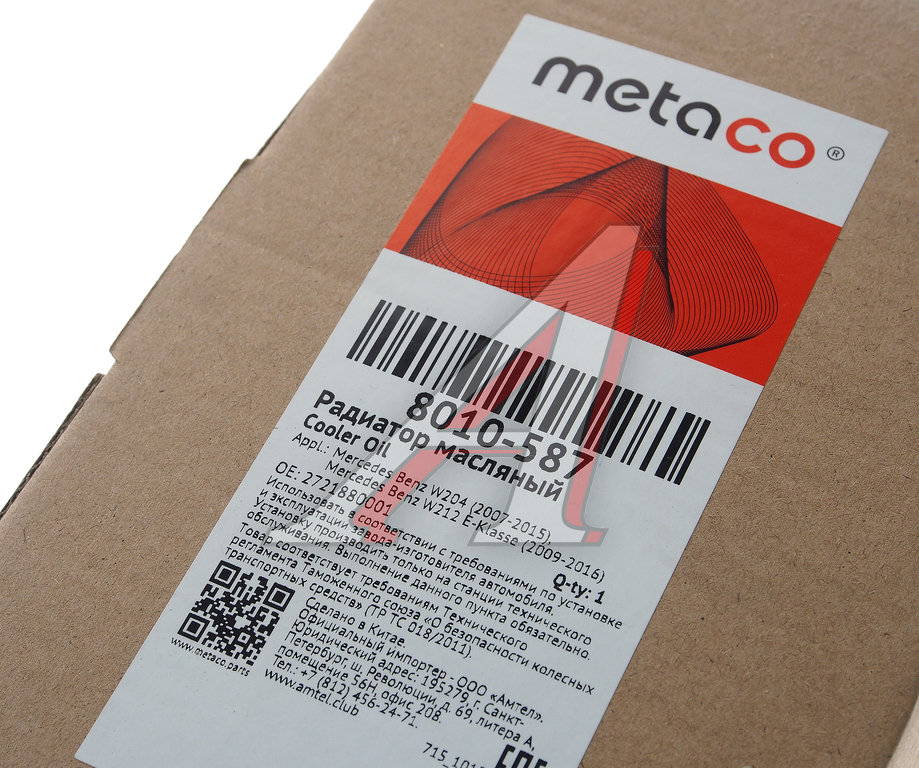 metaco ®
8010-587
Радиатор масляный
Cooler Oil
Appl.: Mercedes Benz W204 (2007-2015),
Mercedes Benz W212 E-Klasse (2009-2016)
OE: 2721880001
Q-ty: 1
Использовать в соответствии с требованиями по установке
и эксплуатации завода-изготовителя автомобиля.
Установку производить только на станции технического
обслуживания. Выполнение данного пункта обязательно.
Товар соответствует требованиям Технического
регламента Таможенного союза «О безопасности колесных
транспортных средств» (ТР ТС 018/2011).
Сделано в Китае.
Официальный импортер - ООО «Амтел».
Юридический адрес: 195279, г. Санкт-
Петербург, ш. Революции, д. 69, литера А,
помещение 56Н, офис 208.
Тел.: +7 (812) 456-24-71.
www.amtel.club
www.metaco.parts